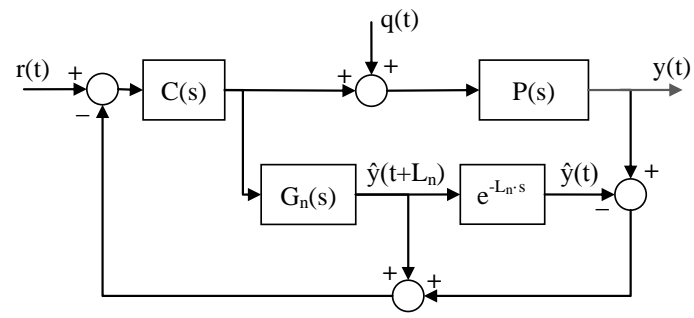 q(t)
r(t) + + + y(t)
C(s) P(s)
−
ŷ(t+Lₙ) ŷ(t) +
Gₙ(s) e^-Lₙ·s
−
+ +